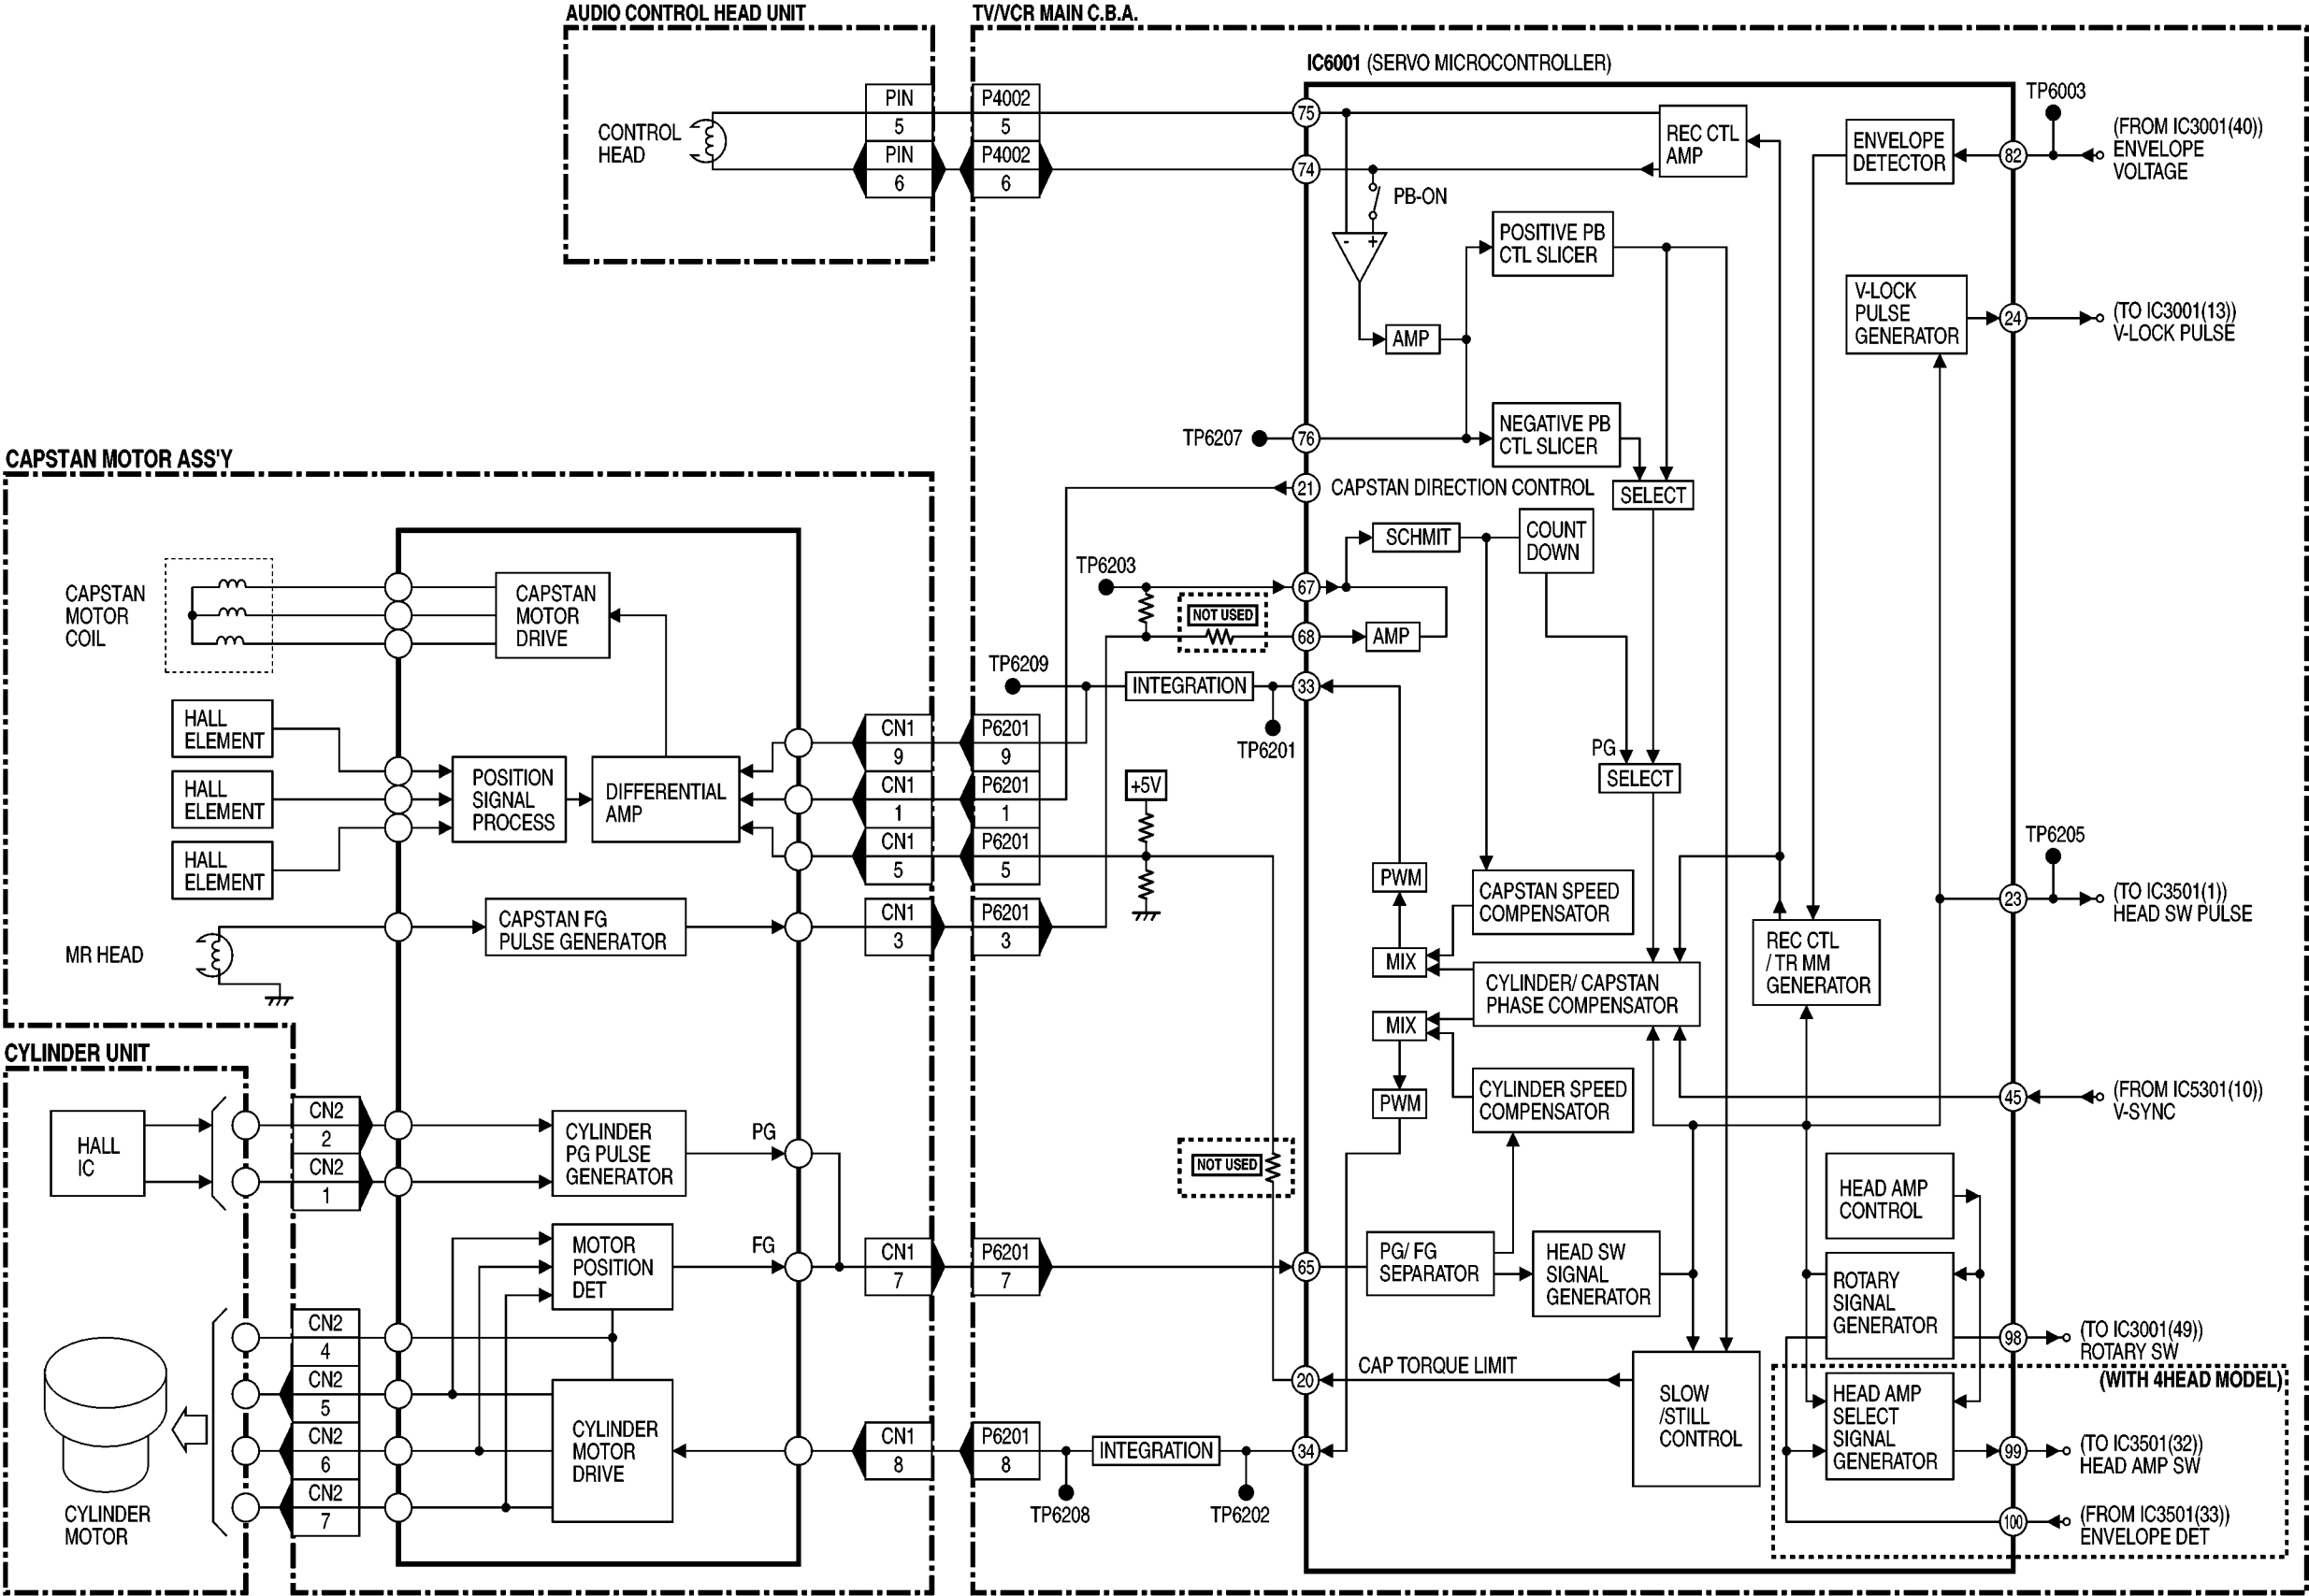 AUDIO CONTROL HEAD UNIT
TV/VCR MAIN C.B.A.
IC6001 (SERVO MICROCONTROLLER)
CONTROL
HEAD
PIN
5
PIN
6
P4002
5
P4002
6
75
74
PB-ON
- +
REC CTL
AMP
ENVELOPE
DETECTOR
82
TP6003
(FROM IC3001(40))
ENVELOPE
VOLTAGE
POSITIVE PB
CTL SLICER
AMP
V-LOCK
PULSE
GENERATOR
24
(TO IC3001(13))
V-LOCK PULSE
TP6207
76
NEGATIVE PB
CTL SLICER
21
CAPSTAN DIRECTION CONTROL
SELECT
CAPSTAN MOTOR ASS'Y
CAPSTAN
MOTOR
COIL
CAPSTAN
MOTOR
DRIVE
TP6203
67
SCHMIT
COUNT
DOWN
NOT USED
68
AMP
TP6209
INTEGRATION
33
TP6201
HALL
ELEMENT
HALL
ELEMENT
HALL
ELEMENT
POSITION
SIGNAL
PROCESS
DIFFERENTIAL
AMP
CN1
9
CN1
1
CN1
5
CN1
3
P6201
9
P6201
1
P6201
5
P6201
3
+5V
PG
SELECT
MR HEAD
CAPSTAN FG
PULSE GENERATOR
PWM
CAPSTAN SPEED
COMPENSATOR
MIX
CYLINDER/ CAPSTAN
PHASE COMPENSATOR
MIX
PWM
CYLINDER SPEED
COMPENSATOR
REC CTL
/ TR MM
GENERATOR
TP6205
23
(TO IC3501(1))
HEAD SW PULSE
45
(FROM IC5301(10))
V-SYNC
CYLINDER UNIT
HALL
IC
CN2
2
CN2
1
CYLINDER
PG PULSE
GENERATOR
PG
MOTOR
POSITION
DET
FG
CN1
7
P6201
7
NOT USED
65
PG/ FG
SEPARATOR
HEAD SW
SIGNAL
GENERATOR
HEAD AMP
CONTROL
ROTARY
SIGNAL
GENERATOR
98
(TO IC3001(49))
ROTARY SW
CYLINDER
MOTOR
CN2
4
CN2
5
CN2
6
CN2
7
CYLINDER
MOTOR
DRIVE
CN1
8
P6201
8
TP6208
INTEGRATION
TP6202
20
CAP TORQUE LIMIT
34
SLOW
/STILL
CONTROL
(WITH 4HEAD MODEL)
HEAD AMP
SELECT
SIGNAL
GENERATOR
99
(TO IC3501(32))
HEAD AMP SW
100
(FROM IC3501(33))
ENVELOPE DET